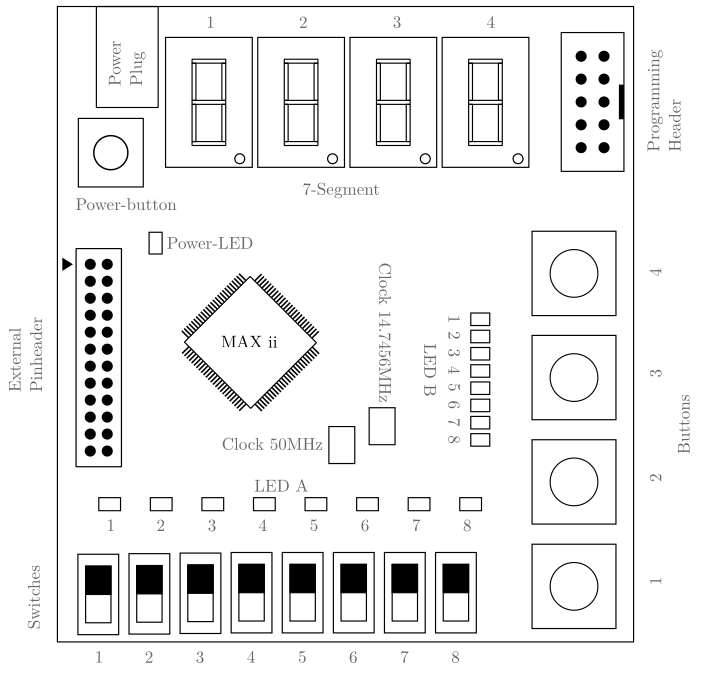 1 2 3 4
Power
Plug
Programming
Header
7-Segment
Power-button
Power-LED
4
External
Pinheader
MAX ii
Clock 14.7456MHz
LED B
1 2 3 4 5 6 7 8
3
Buttons
Clock 50MHz
2
LED A
1 2 3 4 5 6 7 8
1
Switches
1 2 3 4 5 6 7 8